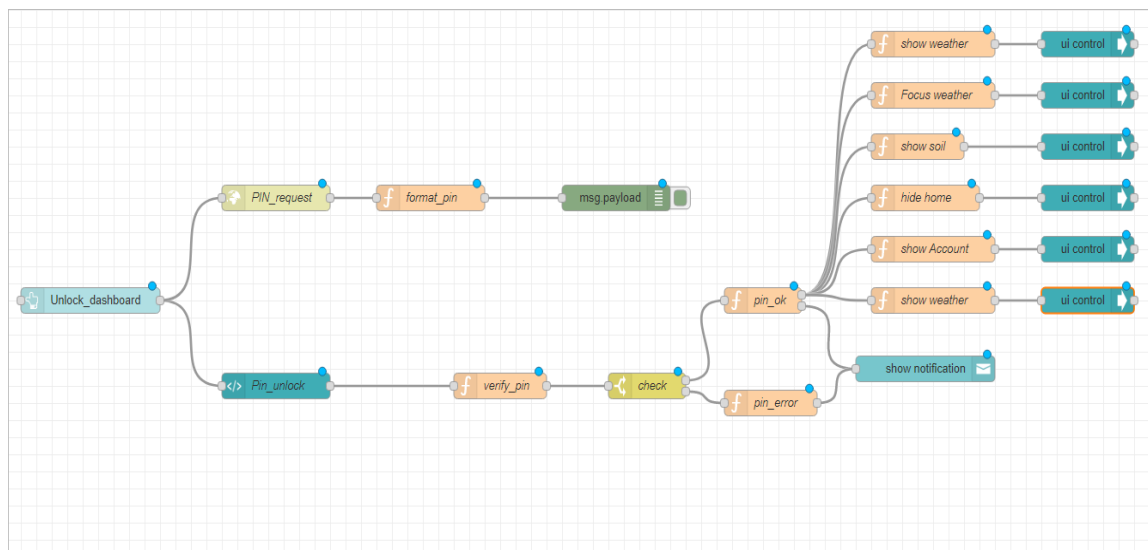 show weather
ui control
Focus weather
ui control
show soil
ui control
PIN_request
format_pin
msg.payload
hide home
ui control
show Account
ui control
Unlock_dashboard
pin_ok
show weather
ui control
show notification
Pin_unlock
verify_pin
check
pin_error